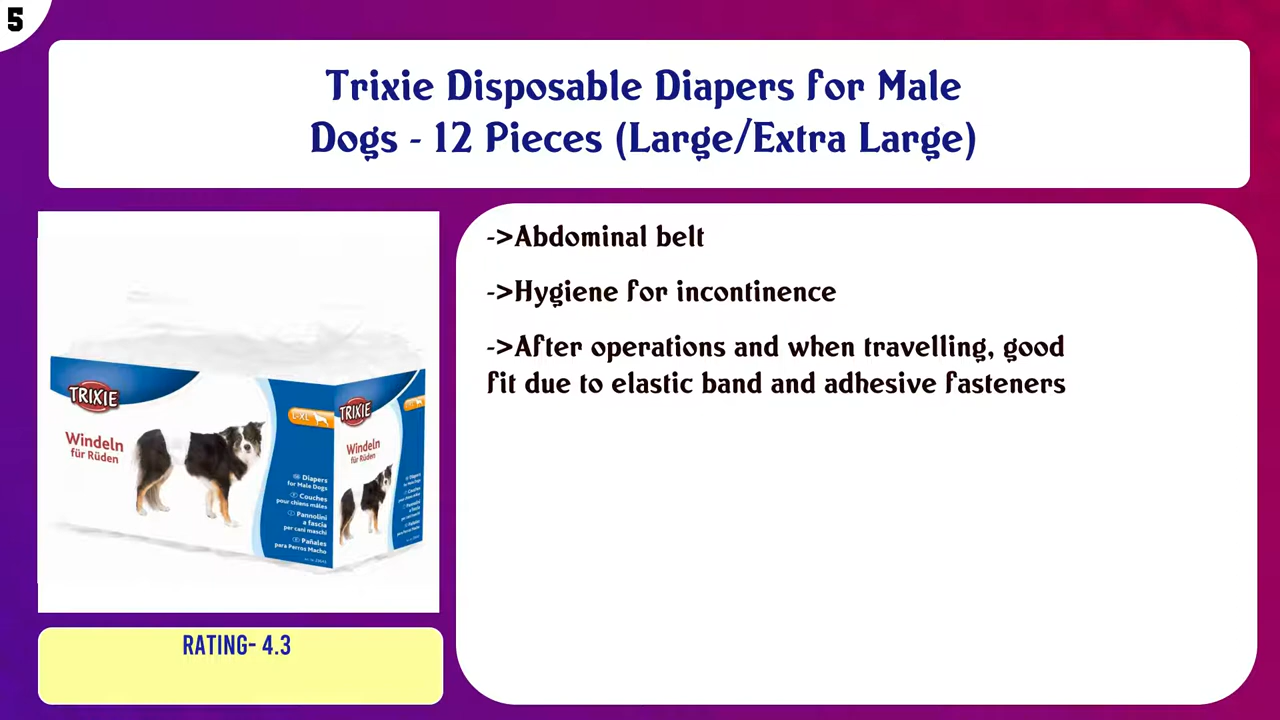 5
Trixie Disposable Diapers for Male
Dogs - 12 Pieces (Large/Extra Large)
->Abdominal belt
->Hygiene for incontinence
->After operations and when travelling, good
fit due to elastic band and adhesive fasteners
TRIXIE
Windeln
für Rüden
L-XL
Diapers
for Male Dogs
Couches
pour chiens mâles
Pannolini
a fascia
per cani maschi
Pañales
para Perros Macho
TRIXIE
Windeln
für Rüden
RATING- 4.3